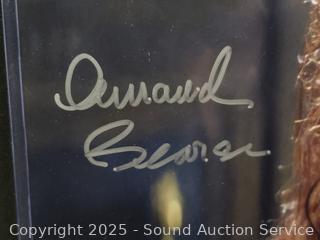 Amanda
Bearse
Copyright 2025 - Sound Auction Service